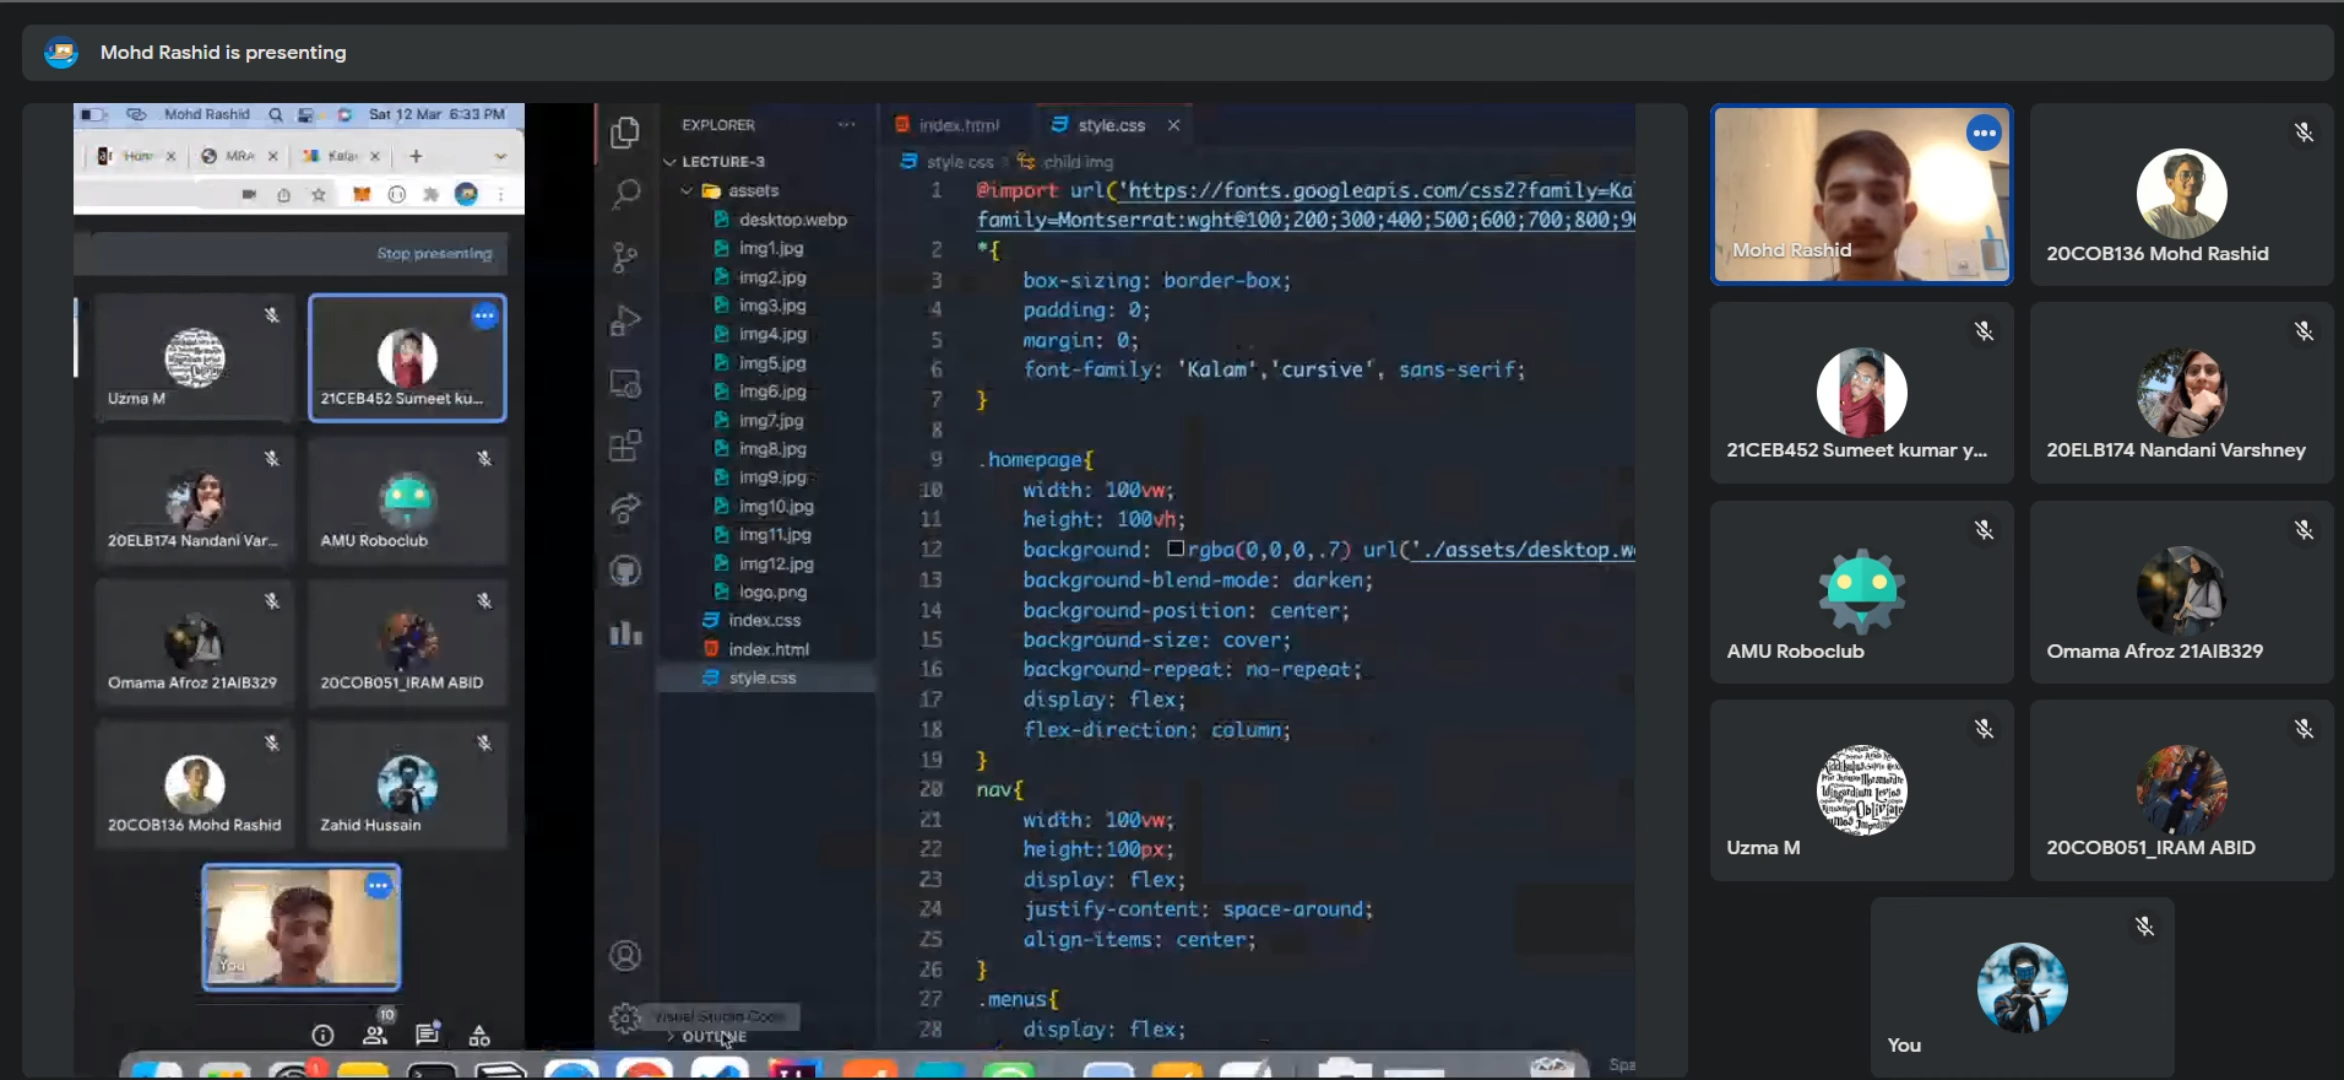 Mohd Rashid is presenting
Mohd Rashid
Sat 12 Mar 6:33 PM
MRA
Kala
Stop presenting
Uzma M
21CEB452 Sumeet ku...
20ELB174 Nandani Var...
AMU Roboclub
Omama Afroz 21AIB329
20COB051_IRAM ABID
20COB136 Mohd Rashid
Zahid Hussain
You
10
EXPLORER
LECTURE-3
assets
desktop.webp
img1.jpg
img2.jpg
img3.jpg
img4.jpg
img5.jpg
img6.jpg
img7.jpg
img8.jpg
img9.jpg
img10.jpg
img11.jpg
img12.jpg
logo.png
index.css
index.html
style.css
Visual Studio Code
OUTLINE
index.html
style.css
style.css
child img
1 @import url('https://fonts.googleapis.com/css2?family=Ka
family=Montserrat:wght@100;200;300;400;500;600;700;800;9
2 *{
3 box-sizing: border-box;
4 padding: 0;
5 margin: 0;
6 font-family: 'Kalam','cursive', sans-serif;
7 }
8
9 .homepage{
10 width: 100vw;
11 height: 100vh;
12 background: rgba(0,0,0,.7) url('./assets/desktop.w
13 background-blend-mode: darken;
14 background-position: center;
15 background-size: cover;
16 background-repeat: no-repeat;
17 display: flex;
18 flex-direction: column;
19 }
20 nav{
21 width: 100vw;
22 height:100px;
23 display: flex;
24 justify-content: space-around;
25 align-items: center;
26 }
27 .menus{
28 display: flex;
Spa
Mohd Rashid
20COB136 Mohd Rashid
21CEB452 Sumeet kumar y...
20ELB174 Nandani Varshney
AMU Roboclub
Omama Afroz 21AIB329
Uzma M
20COB051_IRAM ABID
You